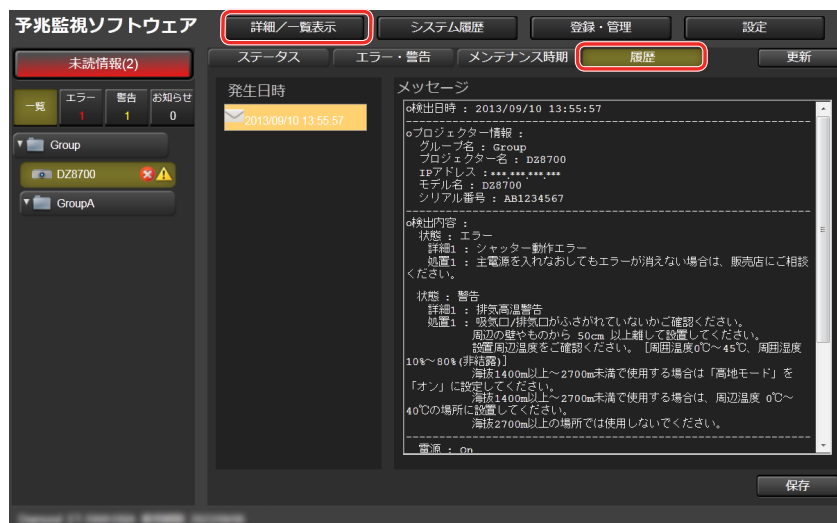 予兆監視ソフトウェア
詳細／一覧表示
システム履歴
登録・管理
設定
未読情報(2)
ステータス
エラー・警告
メンテナンス時期
履歴
更新
一覧
エラー
1
警告
1
お知らせ
0
Group
DZ8700
GroupA
発生日時
2013/09/10 13:55:57
メッセージ
o検出日時 : 2013/09/10 13:55:57
oプロジェクター情報 :
グループ名 : Group
プロジェクター名 : DZ8700
IPアドレス : ***.***.***.***
モデル名 : DZ8700
シリアル番号 : AB1234567
o検出内容 :
状態 : エラー
詳細1 : シャッター動作エラー
処置1 : 主電源を入れなおしてもエラーが消えない場合は、販売店にご相談
ください。
状態 : 警告
詳細1 : 排気高温警告
処置1 : 吸気口/排気口がふさがれていないかご確認ください。
周辺の壁やものから 50cm 以上離して設置してください。
設置周辺温度をご確認ください。 [周囲温度0℃～45℃、周囲湿度
10%～80%(非結露)]
海抜1400m以上～2700m未満で使用する場合は「高地モード」を
「オン」に設定してください。
海抜1400m以上～2700m未満で使用する場合は、周辺温度 0℃～
40℃の場所に設置してください。
海抜2700m以上の場所では使用しないでください。
電源 : On
保存